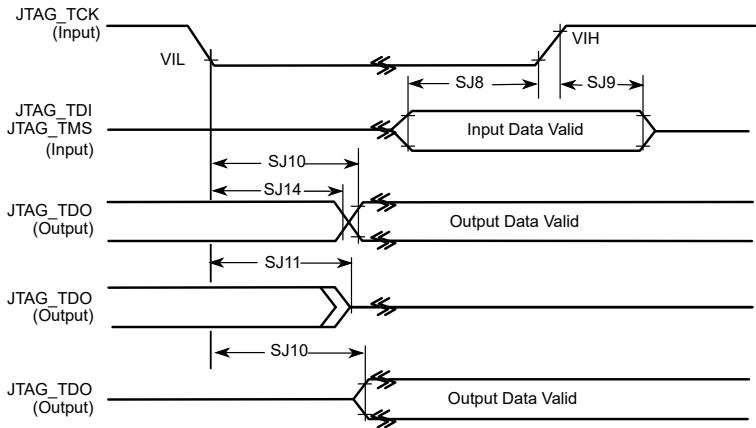 JTAG_TCK
(Input)
VIL
VIH
SJ8
SJ9
JTAG_TDI
JTAG_TMS
(Input)
Input Data Valid
SJ10
SJ14
JTAG_TDO
(Output)
Output Data Valid
SJ11
JTAG_TDO
(Output)
SJ10
JTAG_TDO
(Output)
Output Data Valid